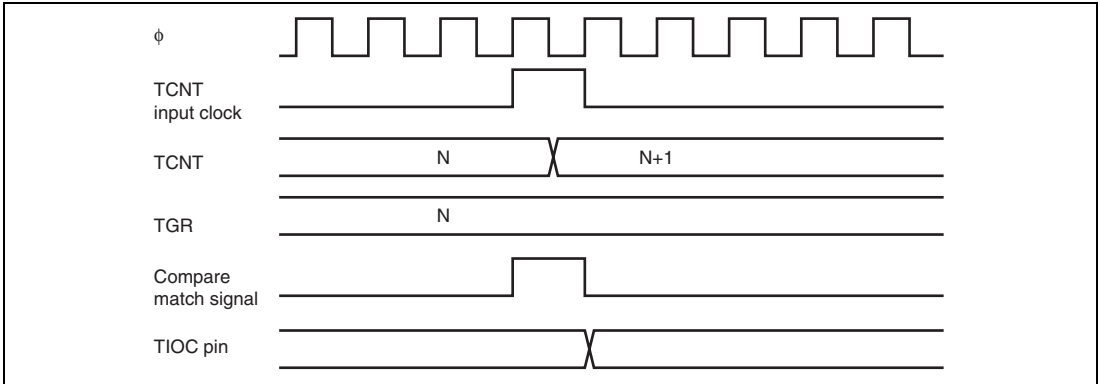 φ
TCNT
input clock
TCNT
N
N+1
TGR
N
Compare
match signal
TIOC pin